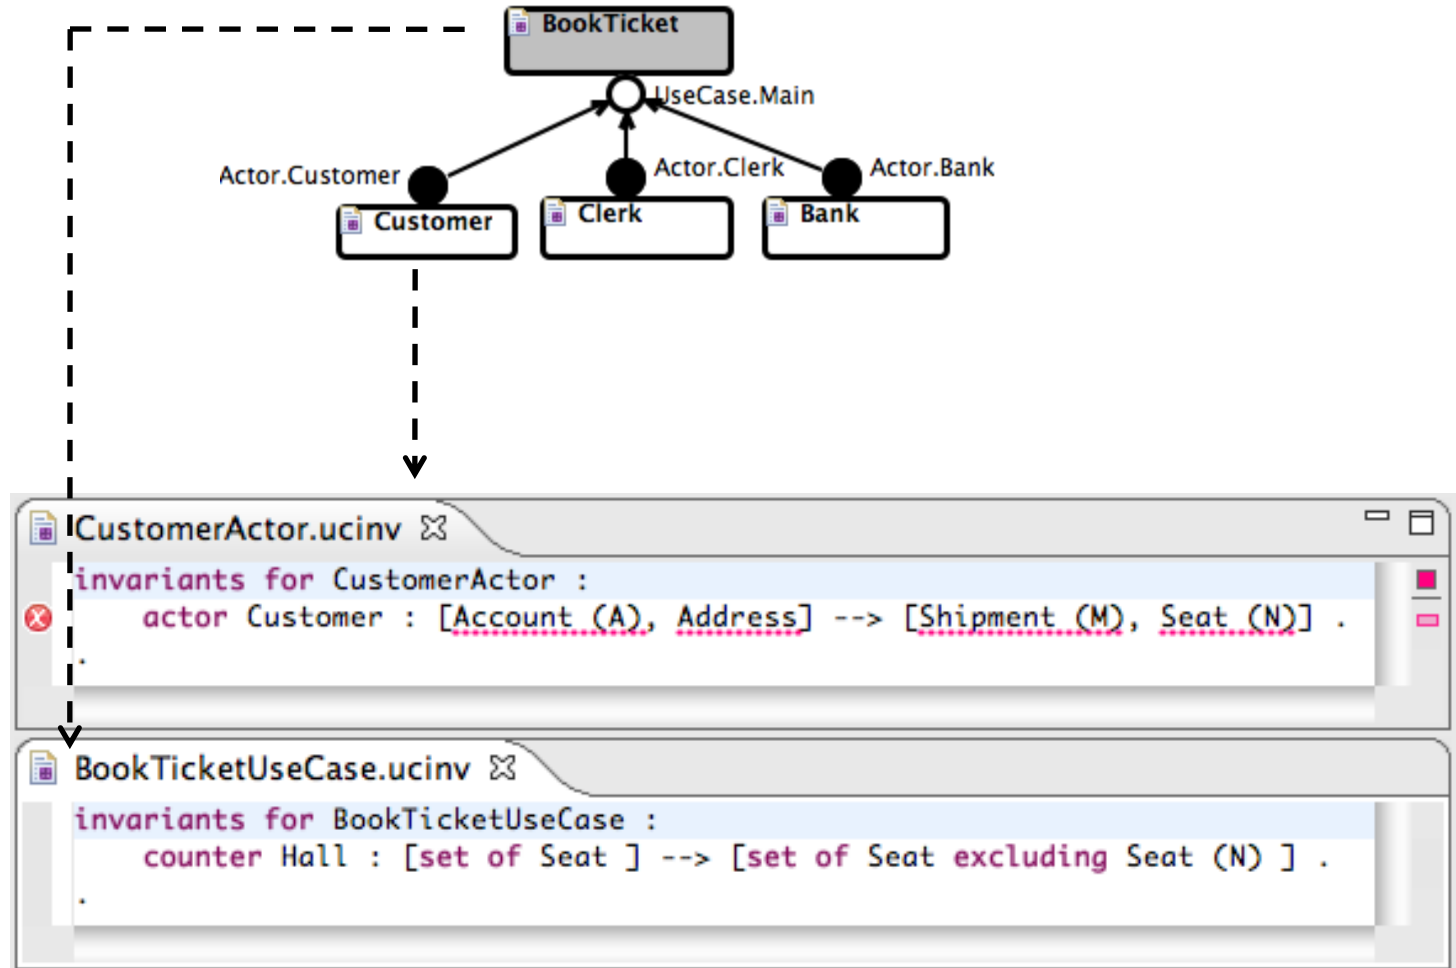 BookTicket
UseCase.Main
Actor.Customer
Actor.Clerk
Actor.Bank
Customer
Clerk
Bank
CustomerActor.ucinv
invariants for CustomerActor :
actor Customer : [Account (A), Address] --> [Shipment (M), Seat (N)] .
.
BookTicketUseCase.ucinv
invariants for BookTicketUseCase :
counter Hall : [set of Seat ] --> [set of Seat excluding Seat (N) ] .
.